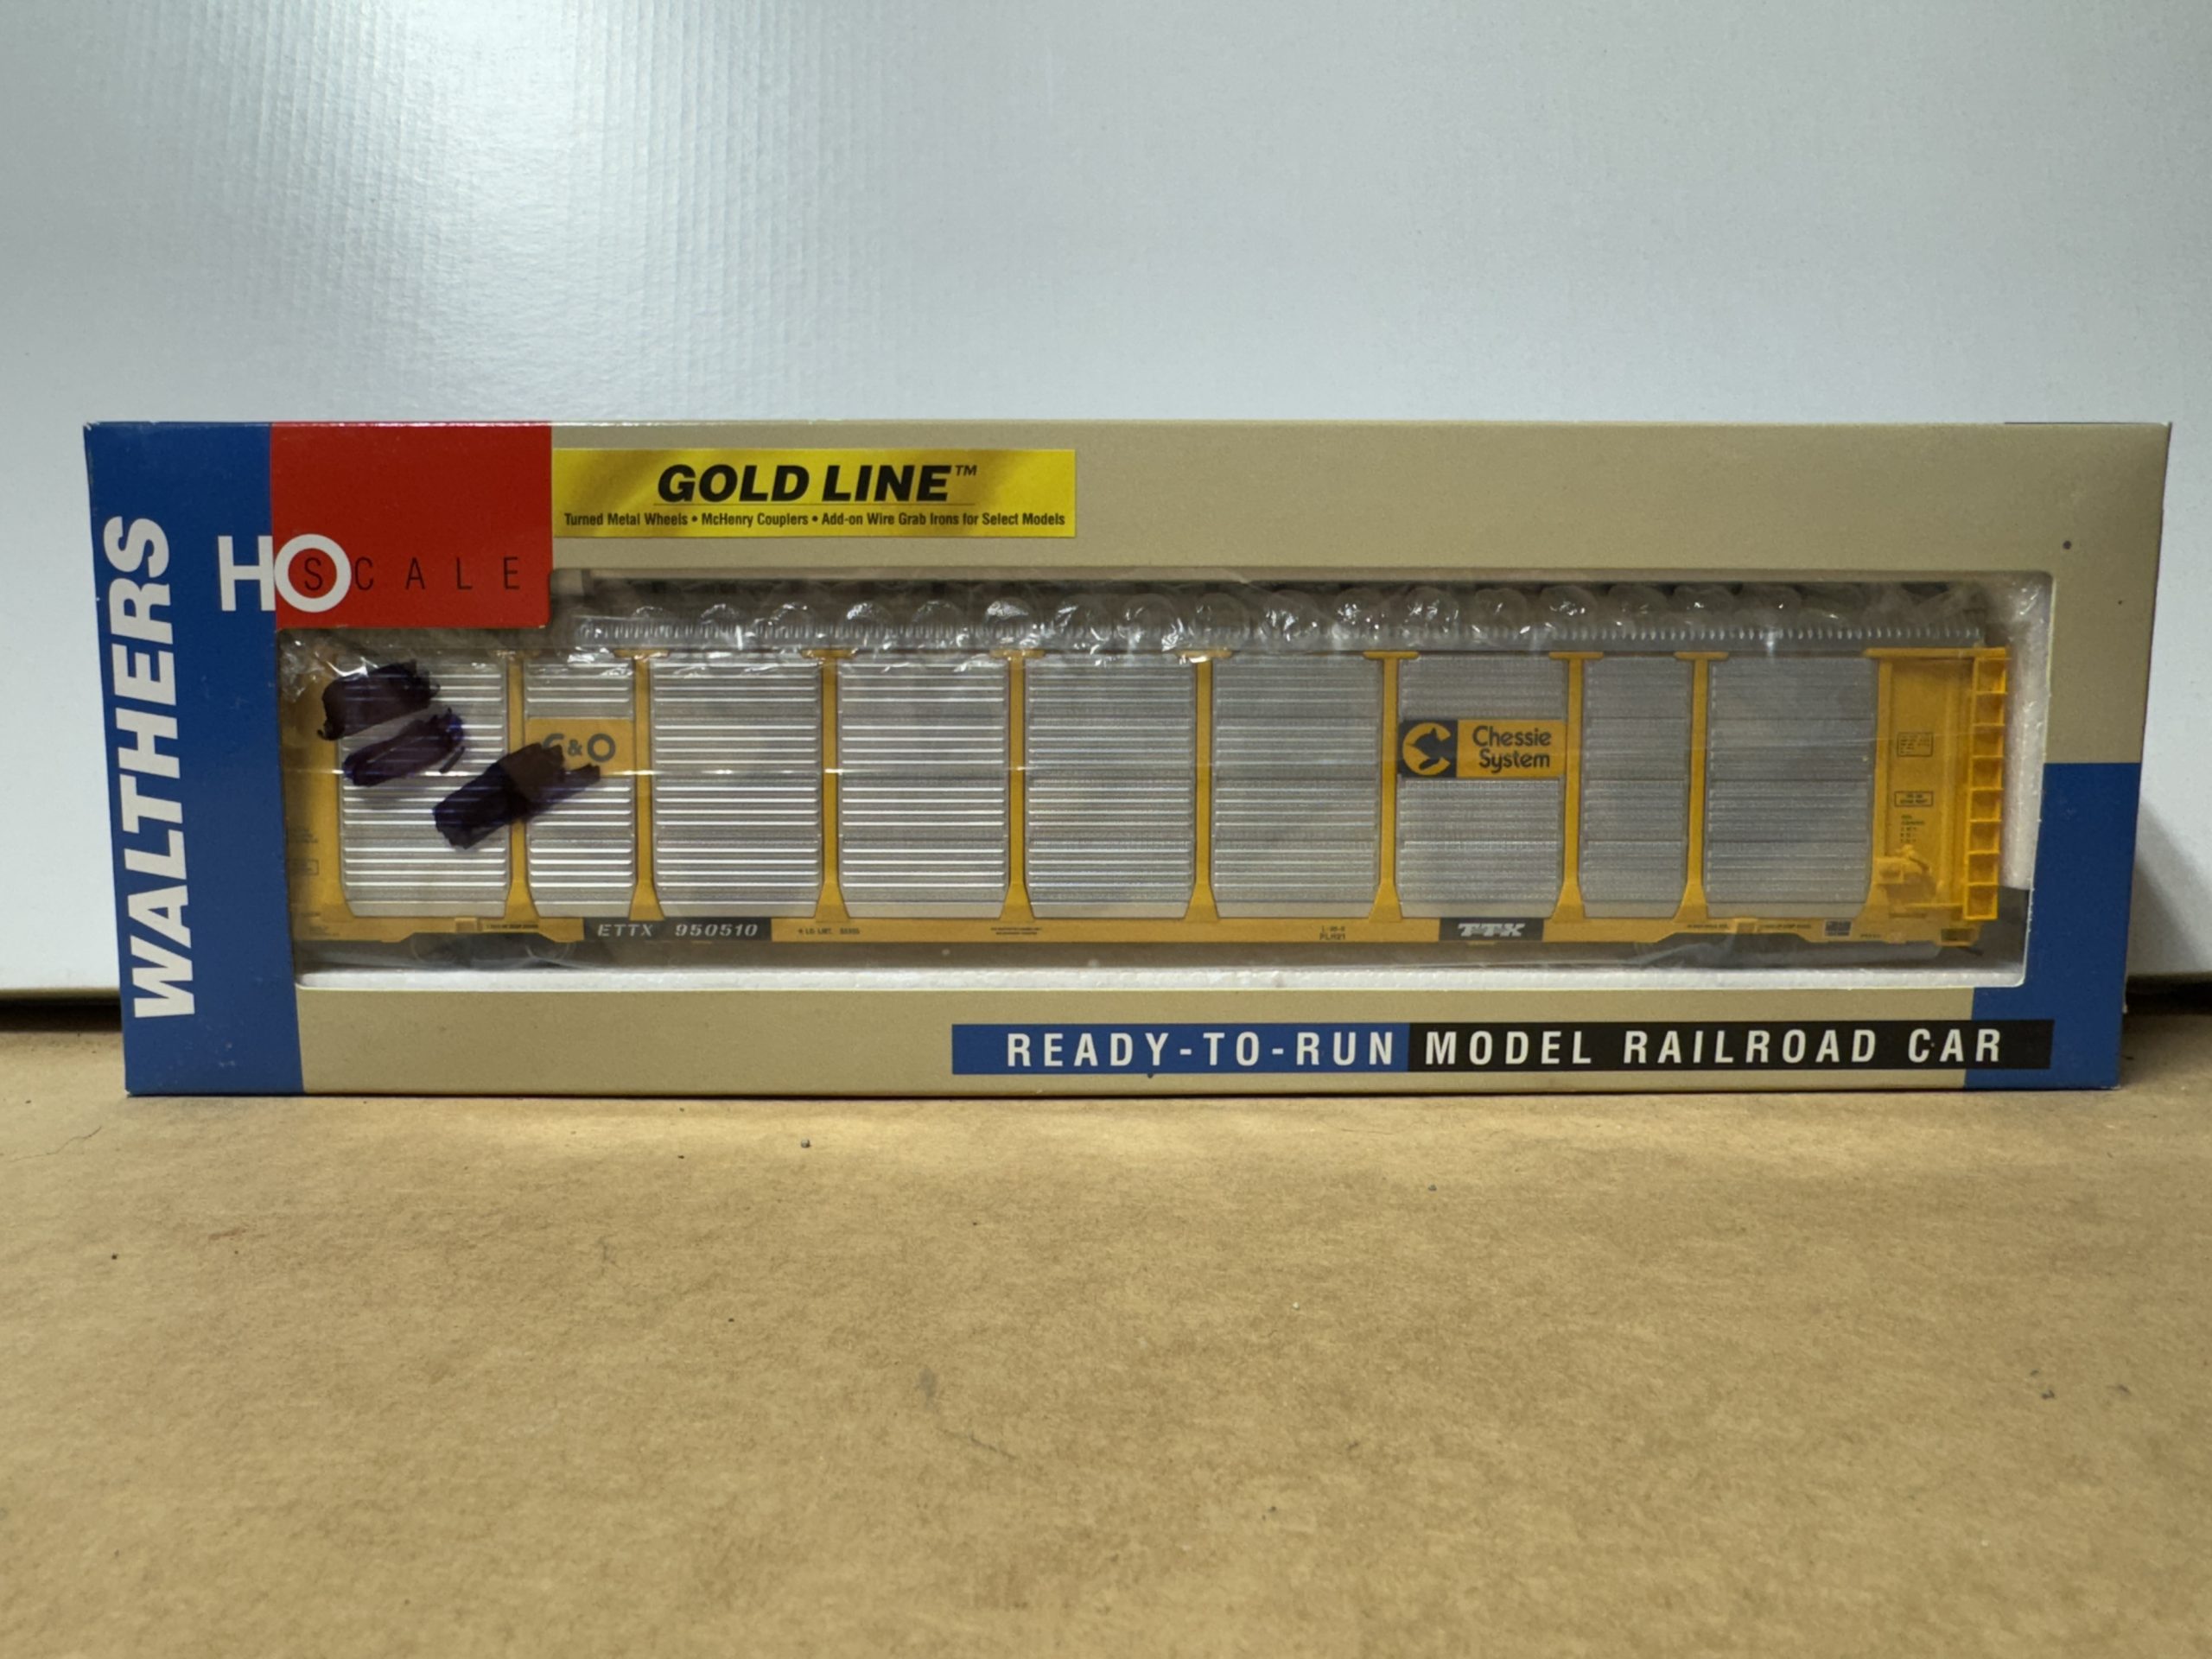 WALTHERS
HO SCALE
GOLD LINE™
Turned Metal Wheels • McHenry Couplers • Add-on Wire Grab Irons for Select Models
&O
Chessie
System
ETTX 950510
TTX
READY-TO-RUN MODEL RAILROAD CAR